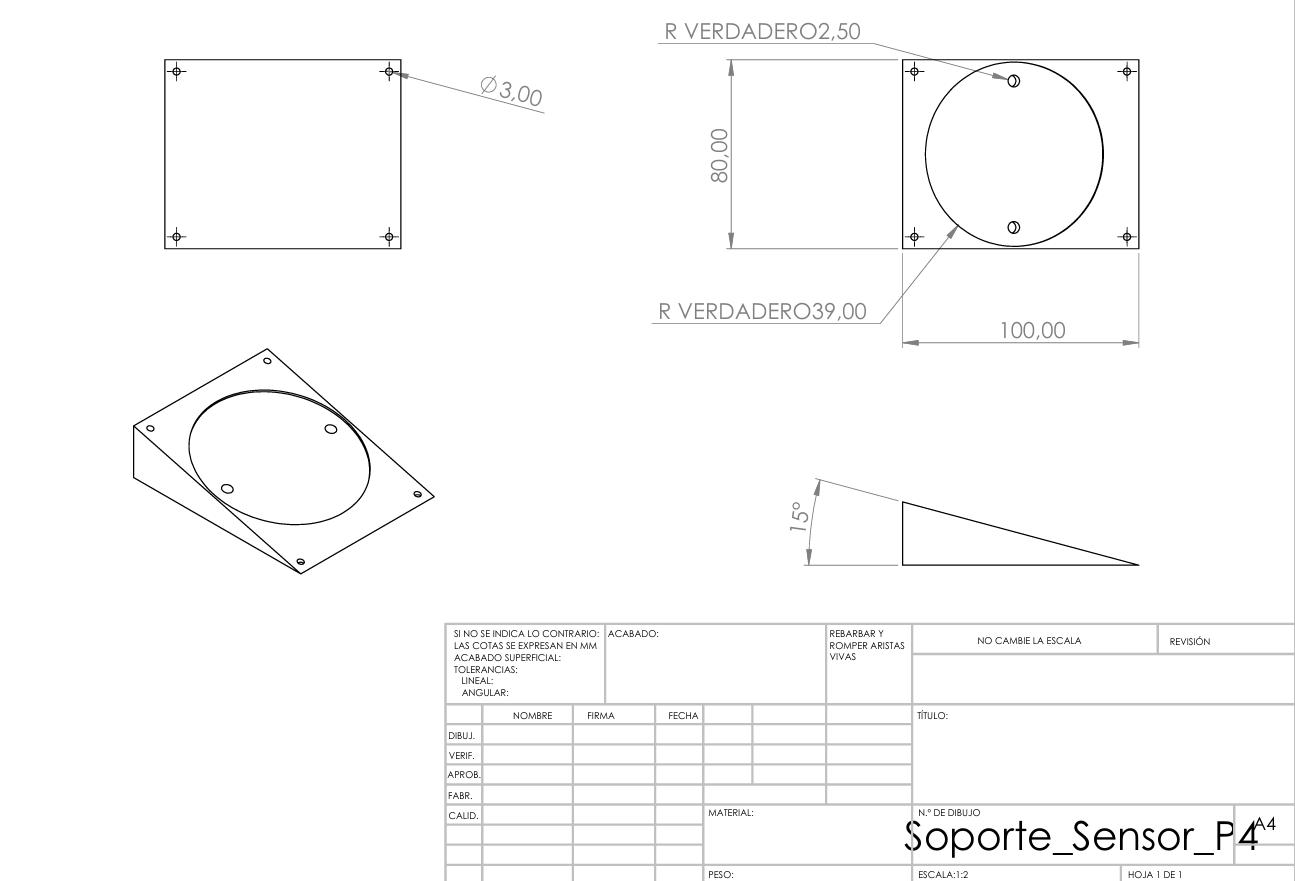 R VERDADERO2,50
∅3,00
80,00
R VERDADERO39,00
100,00
15°
SI NO SE INDICA LO CONTRARIO:
LAS COTAS SE EXPRESAN EN MM
ACABADO SUPERFICIAL:
TOLERANCIAS:
LINEAL:
ANGULAR:
ACABADO:
REBARBAR Y
ROMPER ARISTAS
VIVAS
NO CAMBIE LA ESCALA
REVISIÓN
NOMBRE
FIRMA
FECHA
TÍTULO:
DIBUJ.
VERIF.
APROB.
FABR.
CALID.
MATERIAL:
N.º DE DIBUJO
Soporte_Sensor_P4
A4
PESO:
ESCALA:1:2
HOJA 1 DE 1